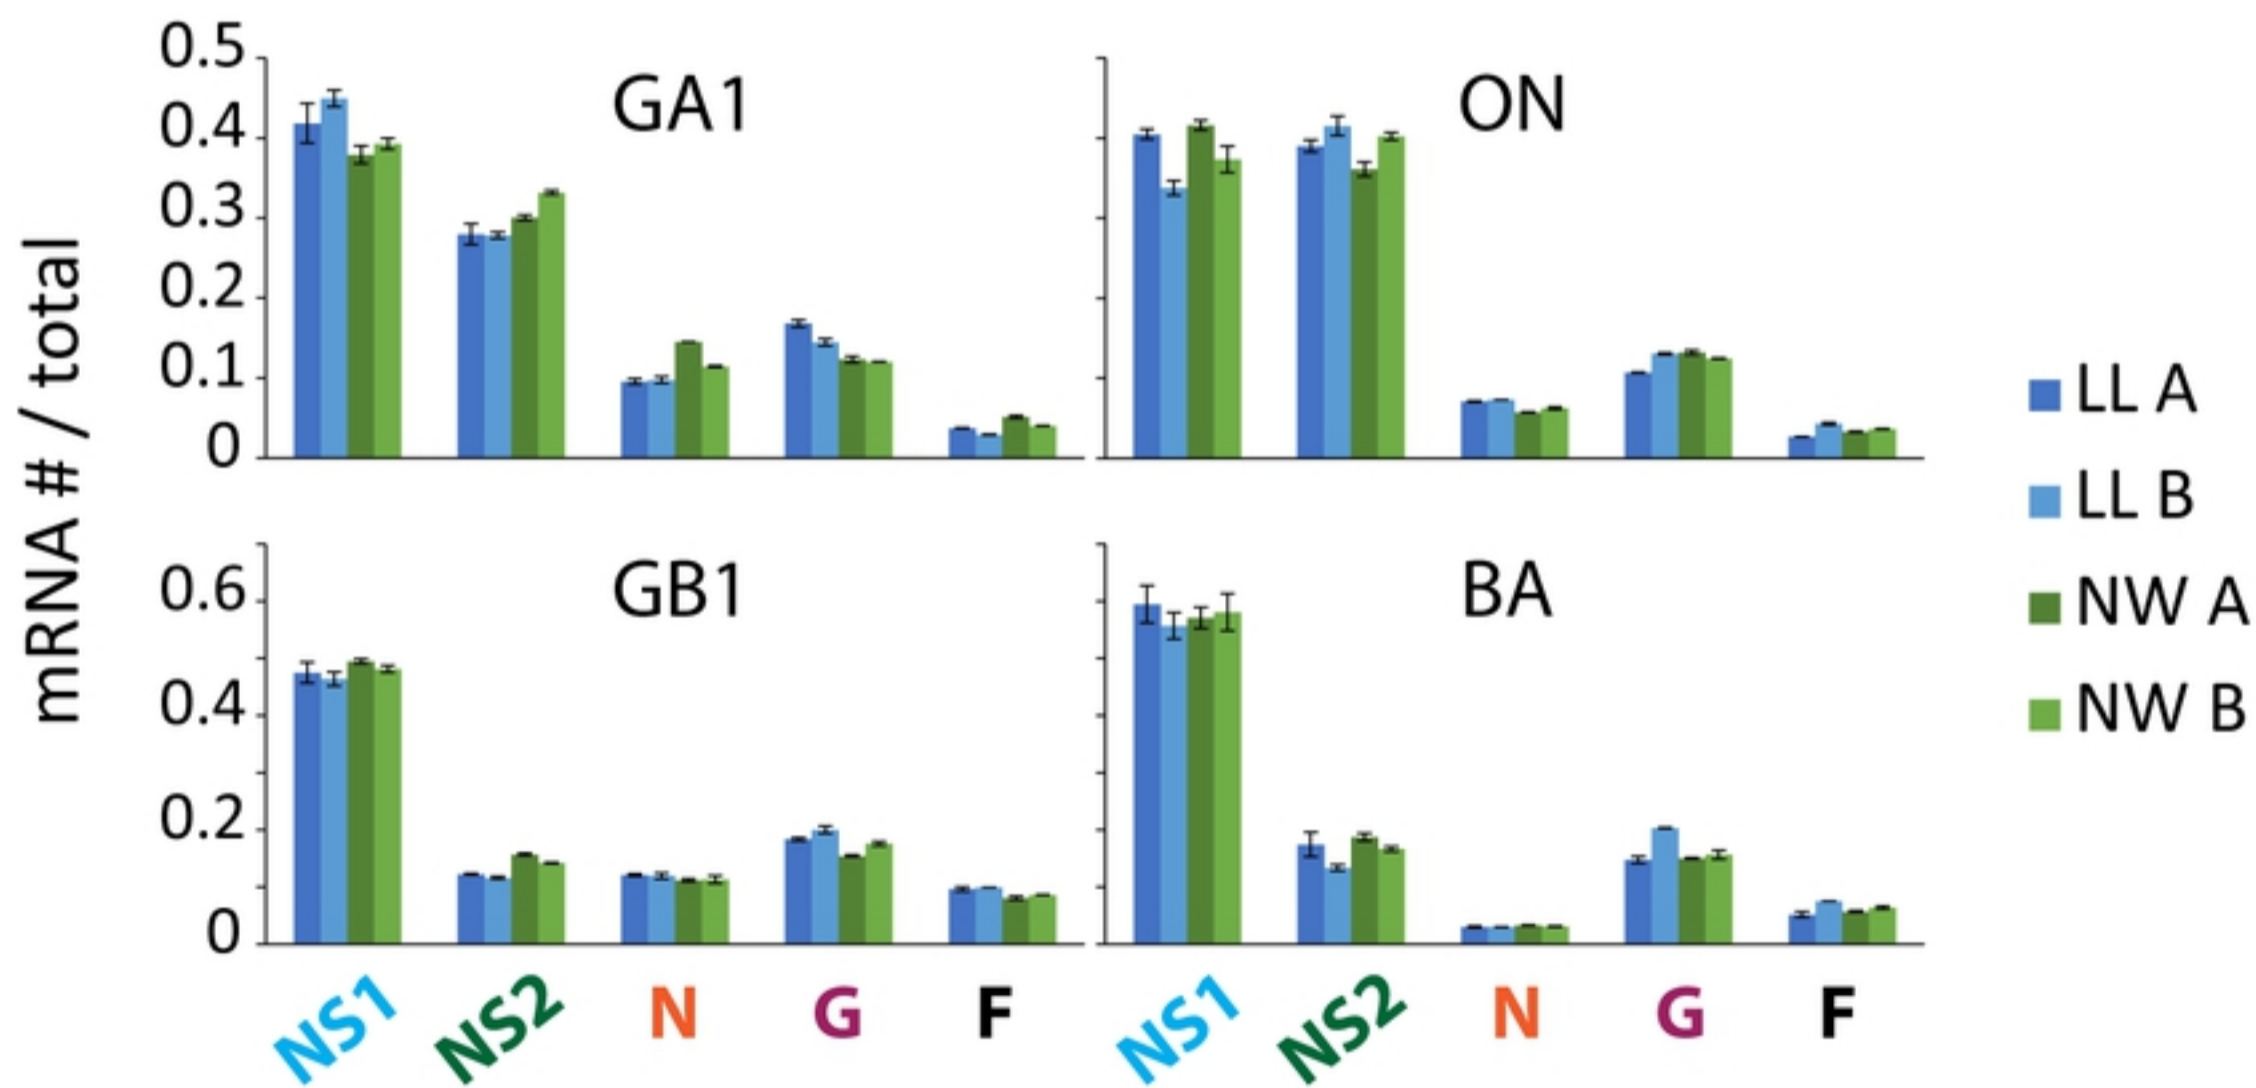 mRNA # / total
0.5
0.4
0.3
0.2
0.1
0
GA1
ON
0.6
0.4
0.2
0
GB1
BA
NS1 NS2 N G F
NS1 NS2 N G F
LL A
LL B
NW A
NW B